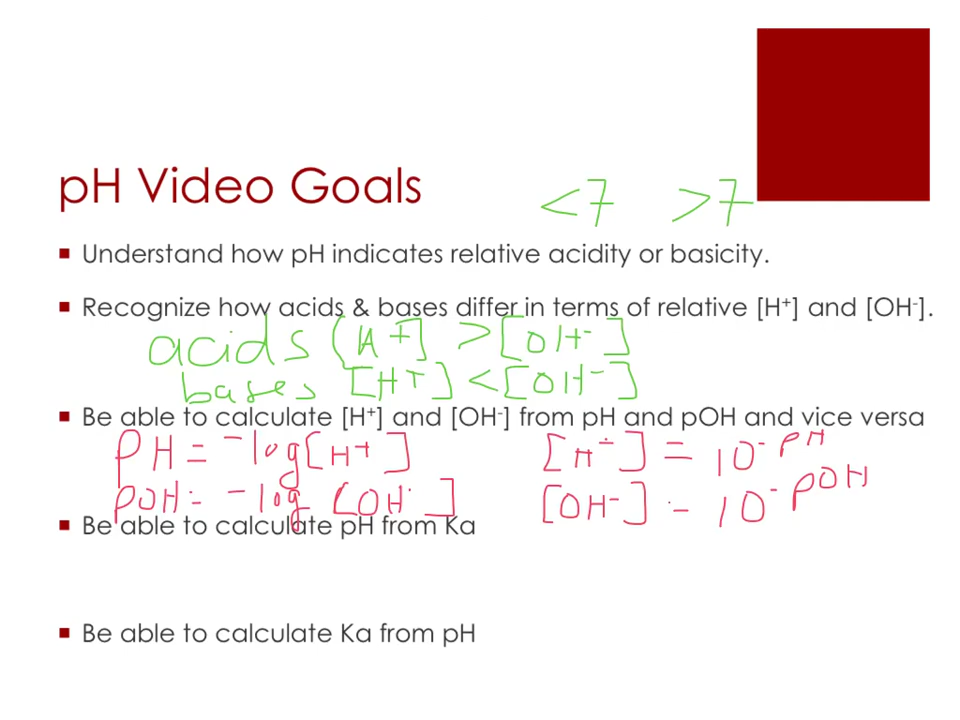 pH Video Goals
<7 >7
▪ Understand how pH indicates relative acidity or basicity.
▪ Recognize how acids & bases differ in terms of relative [H⁺] and [OH⁻].
acids [H+] > [OH⁻]
bases [H+] < [OH⁻]
▪ Be able to calculate [H⁺] and [OH⁻] from pH and pOH and vice versa
pH = -log[H+] [H⁺] = 10⁻ᵖᴴ
pOH = -log [OH⁻] [OH⁻] = 10⁻ᵖᴼᴴ
▪ Be able to calculate pH from Ka
▪ Be able to calculate Ka from pH